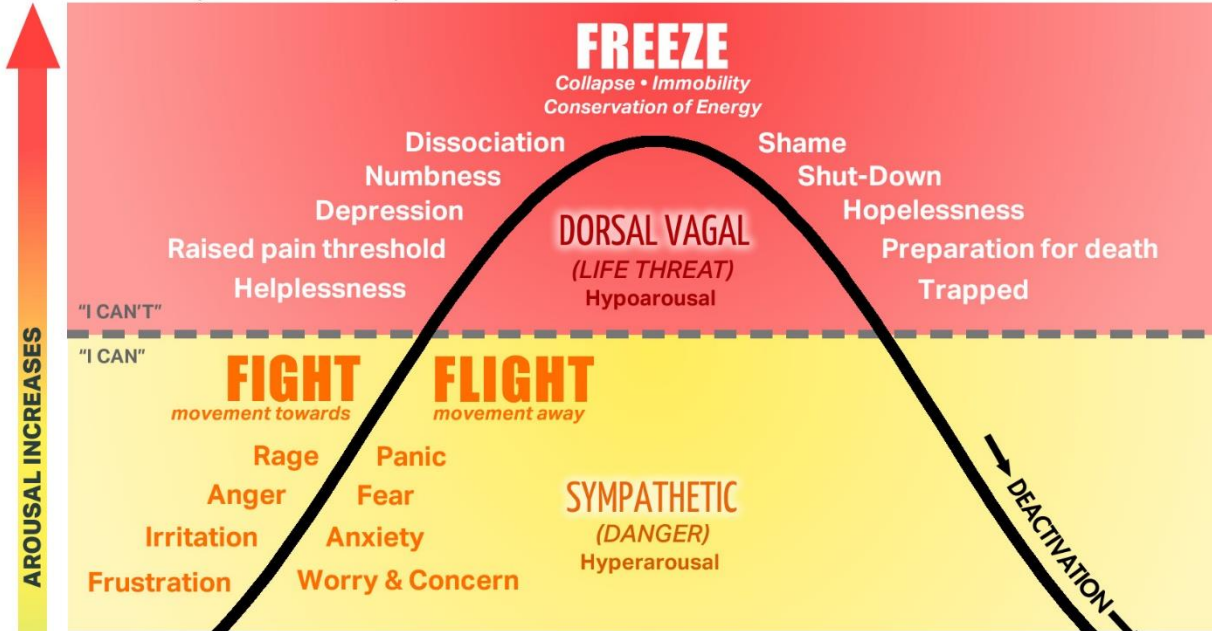 FREEZE
Collapse • Immobility
Conservation of Energy
Dissociation
Numbness
Depression
Raised pain threshold
Helplessness
Shame
Shut-Down
Hopelessness
Preparation for death
Trapped
DORSAL VAGAL
(LIFE THREAT)
Hypoarousal
"I CAN'T"
"I CAN"
FIGHT
movement towards
FLIGHT
movement away
Rage
Anger
Irritation
Frustration
Panic
Fear
Anxiety
Worry & Concern
SYMPATHETIC
(DANGER)
Hyperarousal
DEACTIVATION
AROUSAL INCREASES